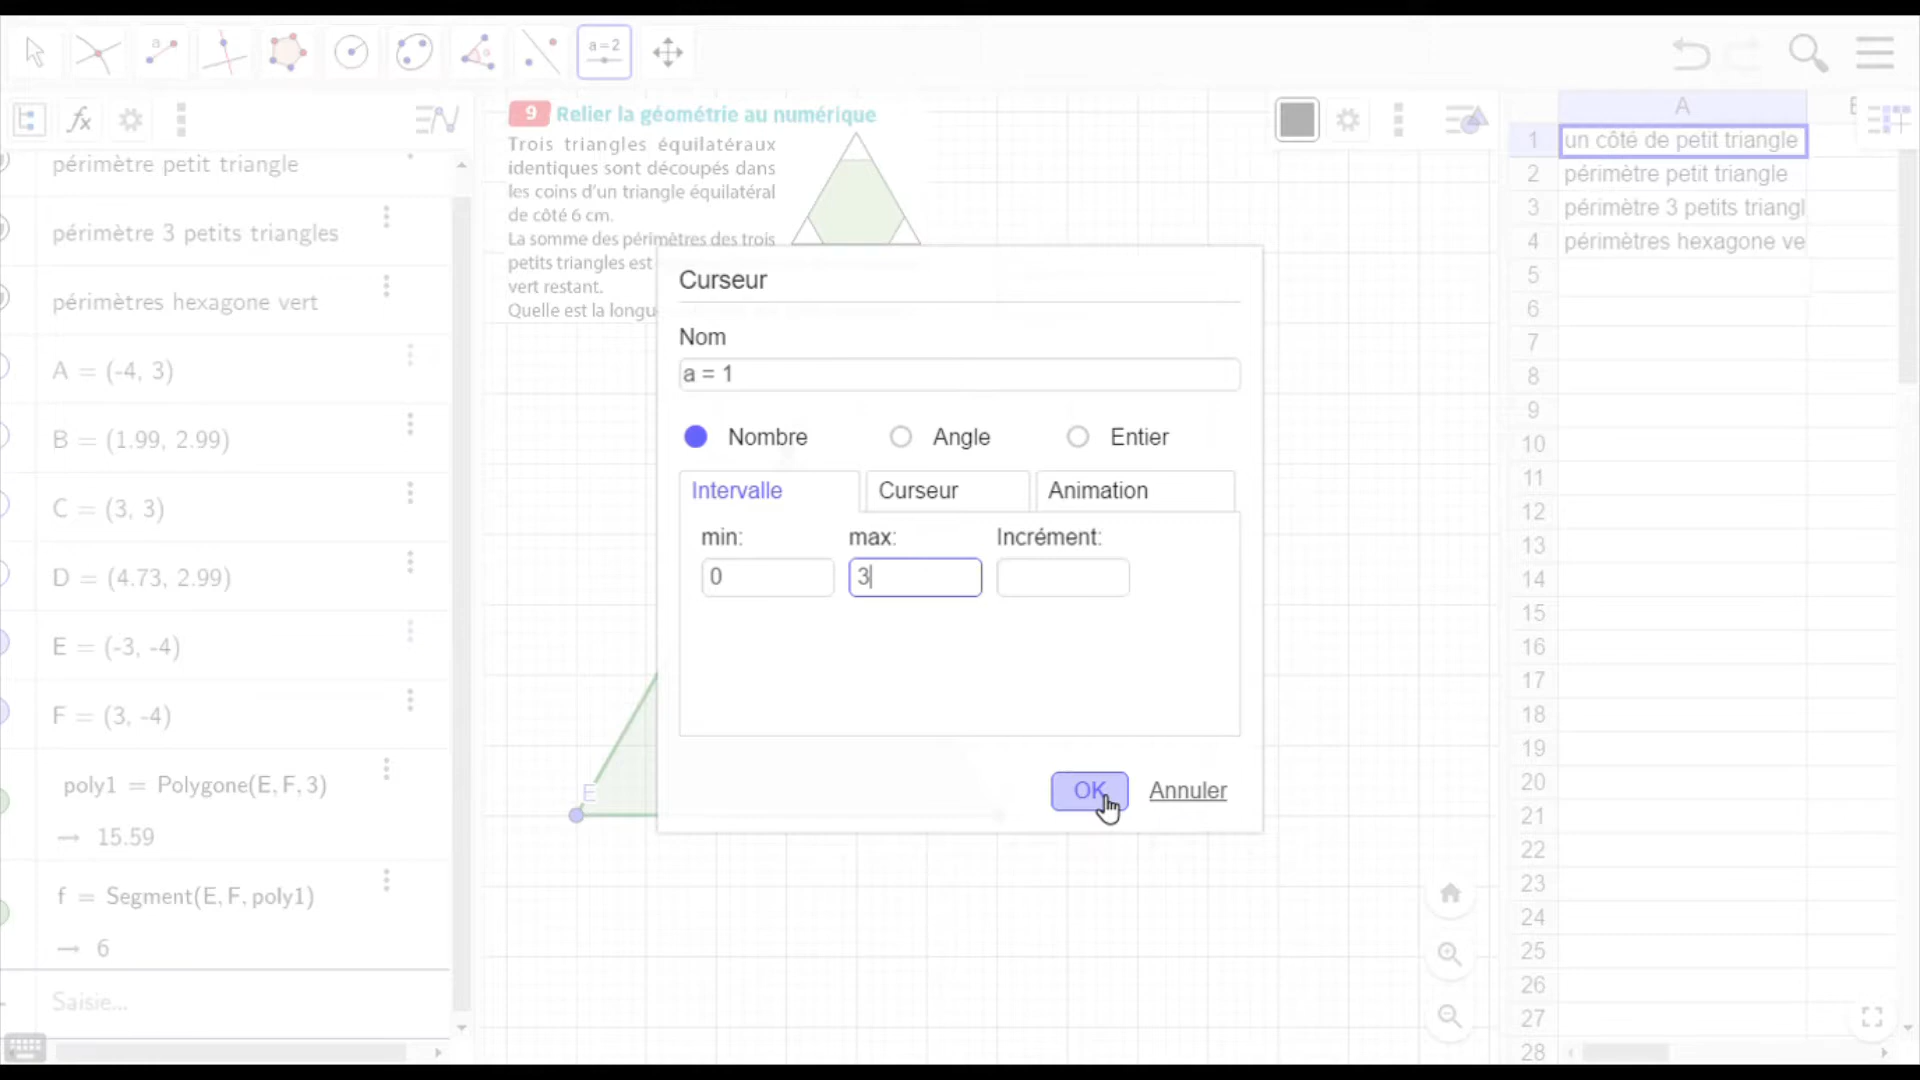 a=2
fx
périmètre petit triangle
périmètre 3 petits triangles
périmètres hexagone vert
A = (-4, 3)
B = (1.99, 2.99)
C = (3, 3)
D = (4.73, 2.99)
E = (-3, -4)
F = (3, -4)
poly1 = Polygone(E, F, 3)
→ 15.59
f = Segment(E, F, poly1)
→ 6
Saisie...
9 Relier la géométrie au numérique
Trois triangles équilatéraux
identiques sont découpés dans
les coins d'un triangle équilatéral
de côté 6 cm.
La somme des périmètres des trois
petits triangles est
vert restant.
Quelle est la longu
E
Curseur
Nom
a = 1
Nombre
Angle
Entier
Intervalle
Curseur
Animation
min:
max:
Incrément:
0
3
OK
Annuler
A
1 un côté de petit triangle
2 périmètre petit triangle
3 périmètre 3 petits triangl
4 périmètres hexagone ve
5
6
7
8
9
10
11
12
13
14
15
16
17
18
19
20
21
22
23
24
25
26
27
28